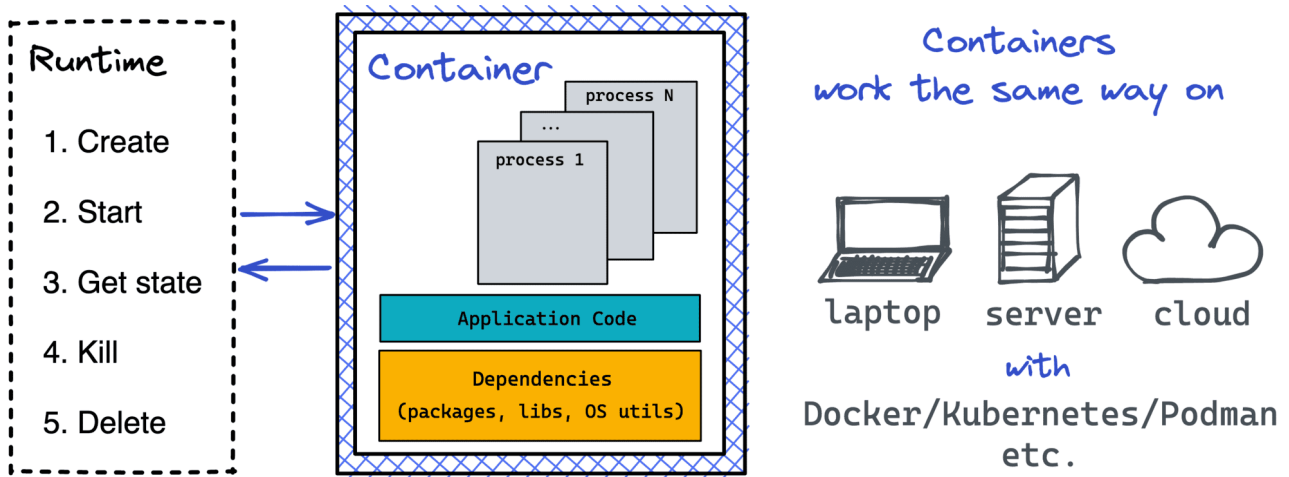 Runtime
1. Create
2. Start
3. Get state
4. Kill
5. Delete
Container
process N
...
process 1
Application Code
Dependencies
(packages, libs, OS utils)
Containers
work the same way on
laptop
server
cloud
with
Docker/Kubernetes/Podman
etc.